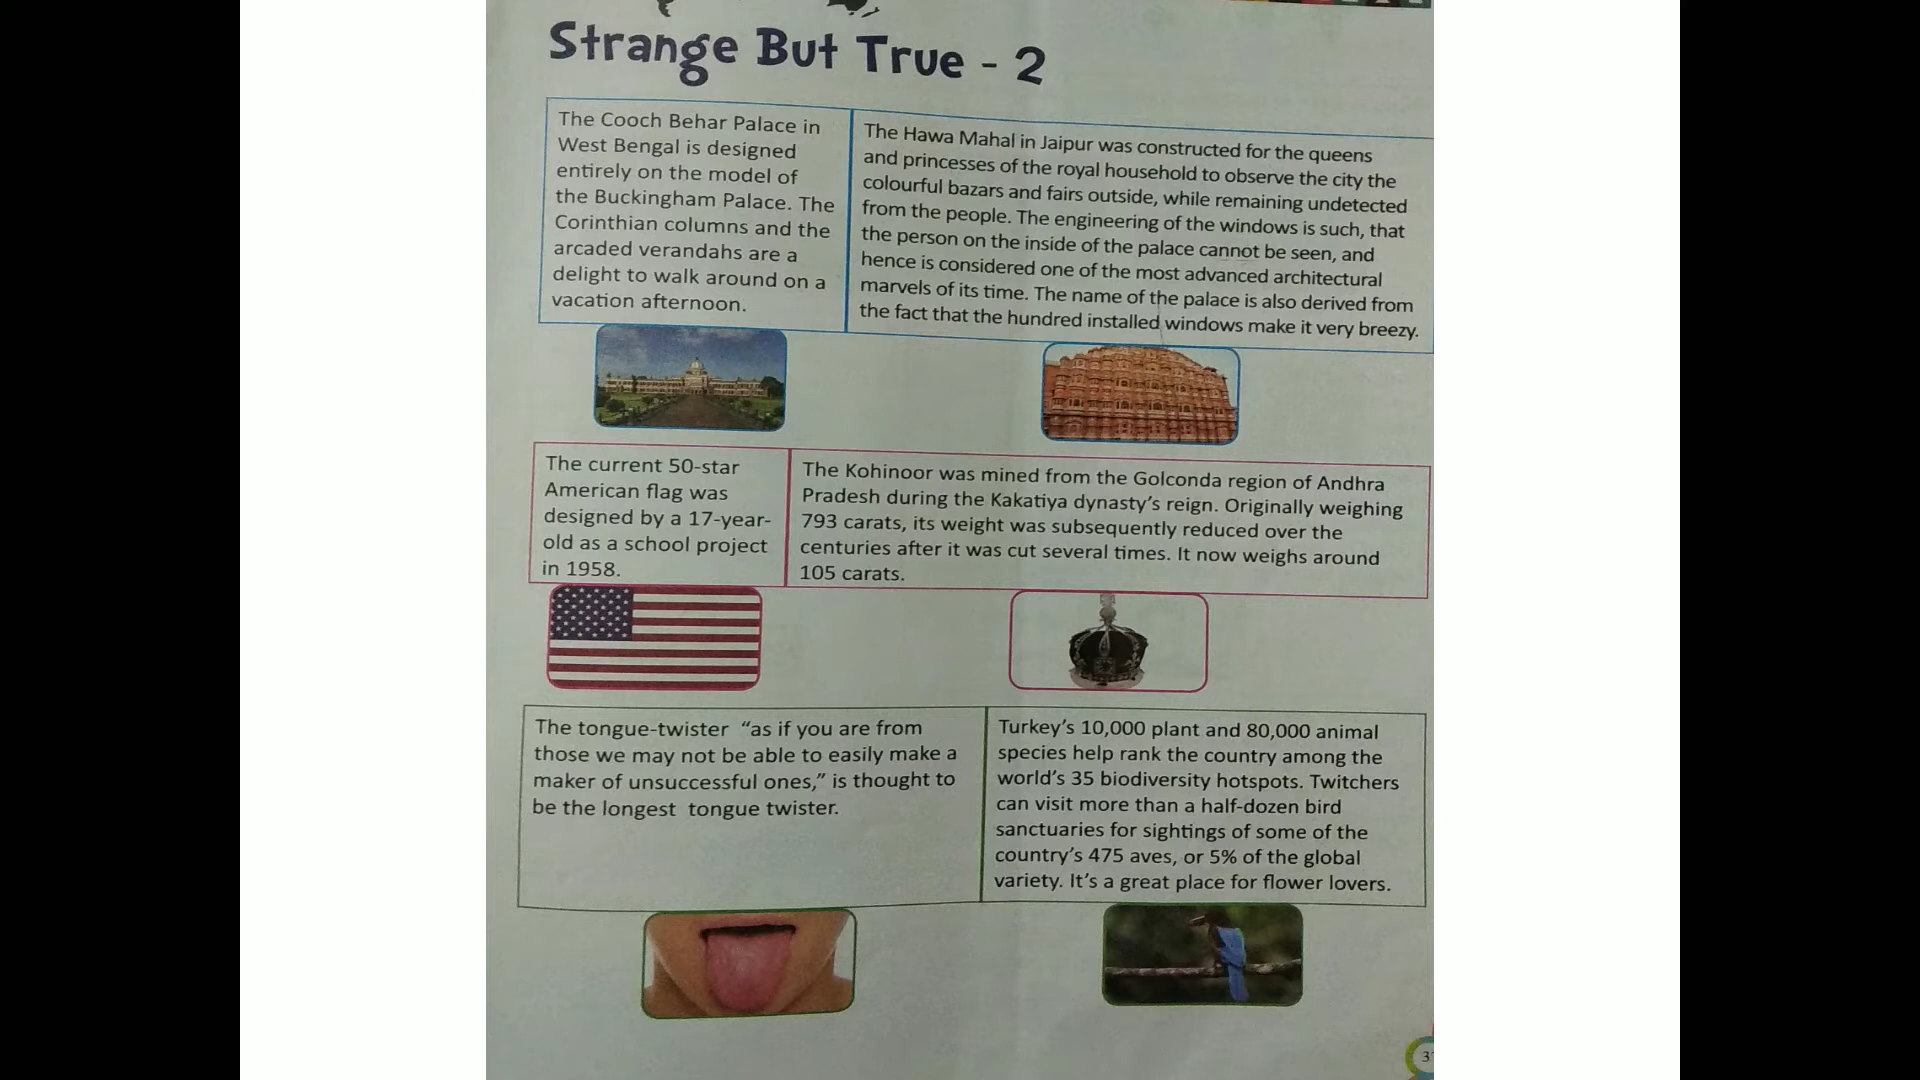 Strange But True - 2
The Cooch Behar Palace in
West Bengal is designed
entirely on the model of
the Buckingham Palace. The
Corinthian columns and the
arcaded verandahs are a
delight to walk around on a
vacation afternoon.
The Hawa Mahal in Jaipur was constructed for the queens
and princesses of the royal household to observe the city the
colourful bazars and fairs outside, while remaining undetected
from the people. The engineering of the windows is such, that
the person on the inside of the palace cannot be seen, and
hence is considered one of the most advanced architectural
marvels of its time. The name of the palace is also derived from
the fact that the hundred installed windows make it very breezy.
The current 50-star
American flag was
designed by a 17-year-
old as a school project
in 1958.
The Kohinoor was mined from the Golconda region of Andhra
Pradesh during the Kakatiya dynasty's reign. Originally weighing
793 carats, its weight was subsequently reduced over the
centuries after it was cut several times. It now weighs around
105 carats.
The tongue-twister “as if you are from
those we may not be able to easily make a
maker of unsuccessful ones,” is thought to
be the longest tongue twister.
Turkey's 10,000 plant and 80,000 animal
species help rank the country among the
world's 35 biodiversity hotspots. Twitchers
can visit more than a half-dozen bird
sanctuaries for sightings of some of the
country's 475 aves, or 5% of the global
variety. It's a great place for flower lovers.